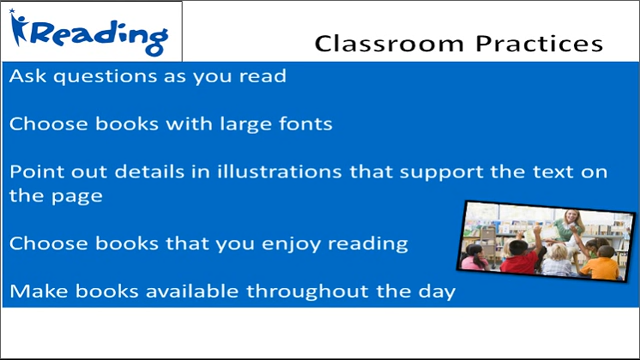 Reading
Classroom Practices
Ask questions as you read
Choose books with large fonts
Point out details in illustrations that support the text on
the page
Choose books that you enjoy reading
Make books available throughout the day